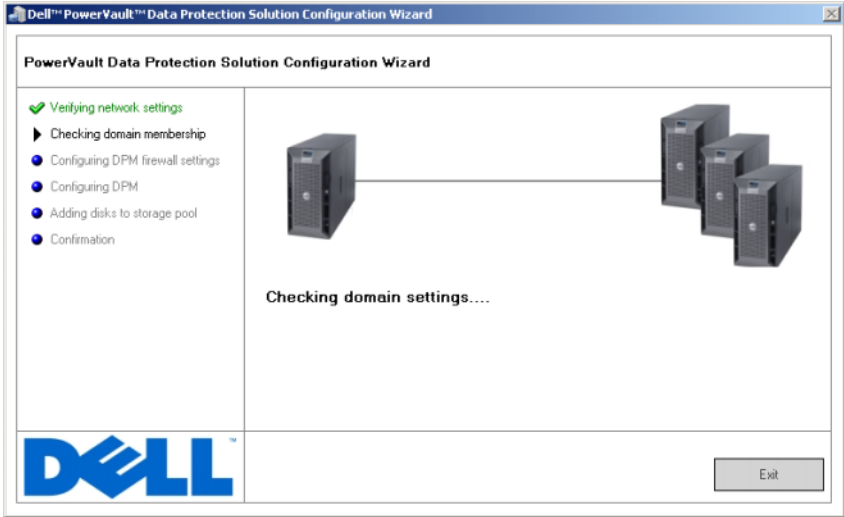 Dell™ PowerVault™ Data Protection Solution Configuration Wizard
PowerVault Data Protection Solution Configuration Wizard
Verifying network settings
Checking domain membership
Configuring DPM firewall settings
Configuring DPM
Adding disks to storage pool
Confirmation
Checking domain settings....
DELL™
Exit